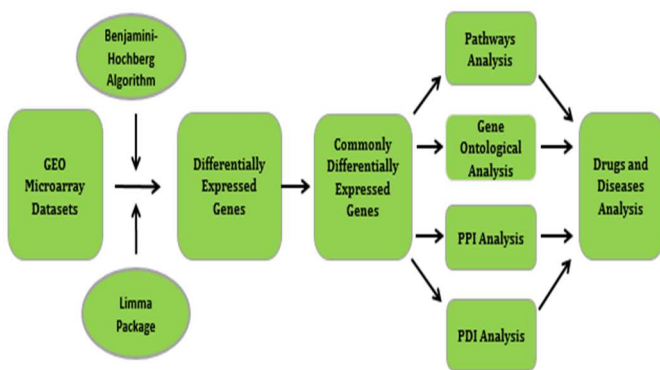 Benjamini-
Hochberg
Algorithm
GEO
Microarray
Datasets
Limma
Package
Differentially
Expressed
Genes
Commonly
Differentially
Expressed
Genes
Pathways
Analysis
Gene
Ontological
Analysis
PPI Analysis
PDI Analysis
Drugs and
Diseases
Analysis